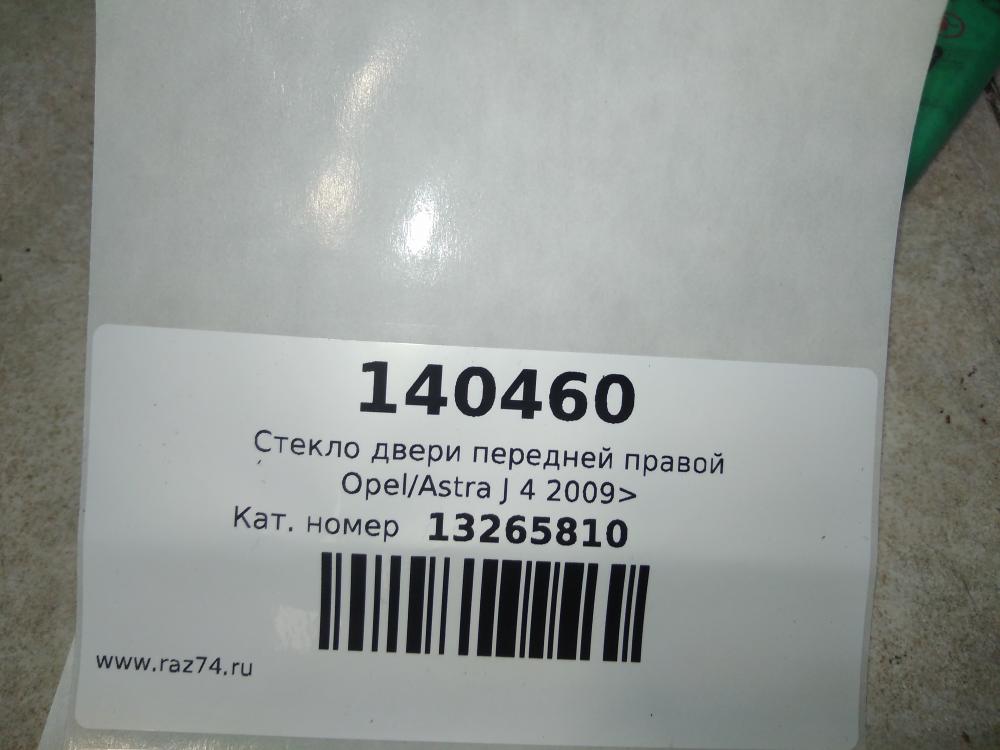 140460
Стекло двери передней правой
Opel/Astra J 4 2009>
Кат. номер 13265810
www.raz74.ru